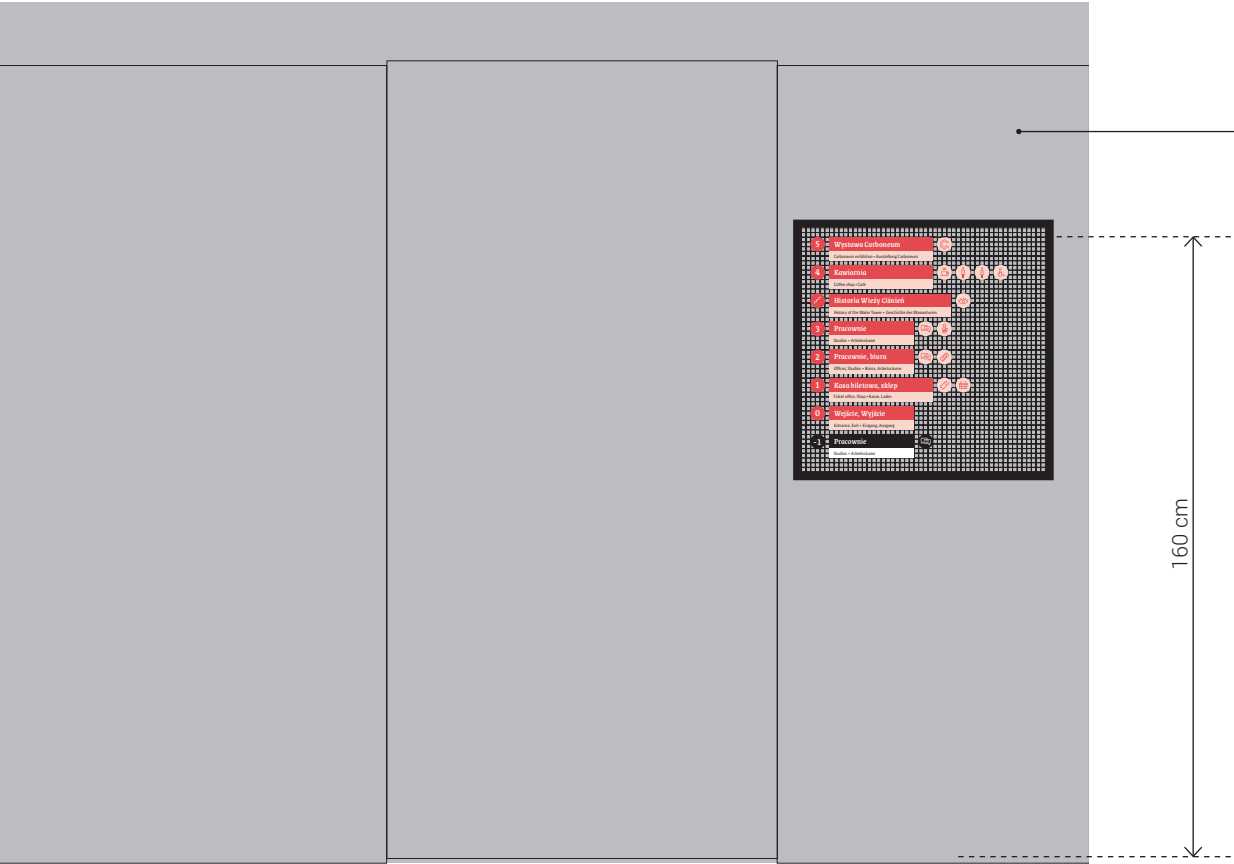 5 Wystawa Carboneum
Carboneum exhibition • Ausstellung Carboneum
4 Kawiarnia
Coffee shop • Café
Historia Wieży Ciśnień
History of the Water Tower • Geschichte des Wasserturms
3 Pracownie
Studios • Arbeitsräume
2 Pracownie, biura
Offices, Studios • Büros, Arbeitsräume
1 Kasa biletowa, sklep
Ticket office, Shop • Kasse, Laden
0 Wejście, Wyjście
Entrance, Exit • Eingang, Ausgang
-1 Pracownie
Studios • Arbeitsräume
160 cm